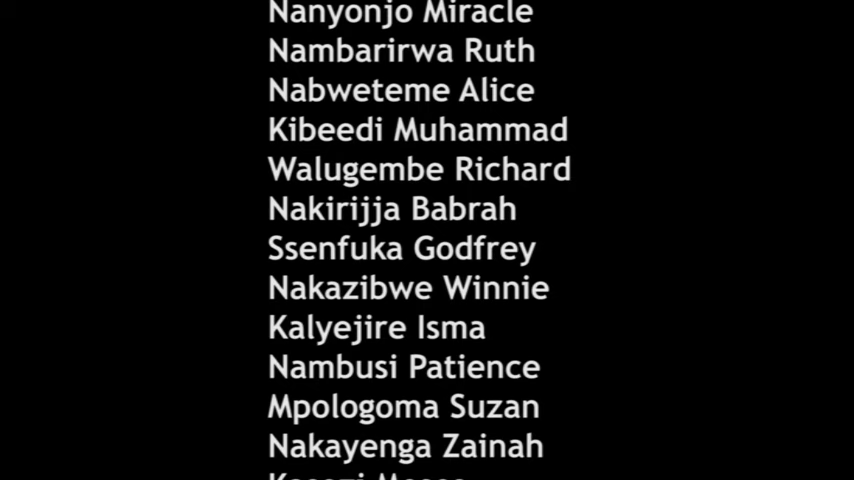 Nanyonjo Miracle
Nambarirwa Ruth
Nabweteme Alice
Kibeedi Muhammad
Walugembe Richard
Nakirijja Babrah
Ssenfuka Godfrey
Nakazibwe Winnie
Kalyejire Isma
Nambusi Patience
Mpologoma Suzan
Nakayenga Zainah